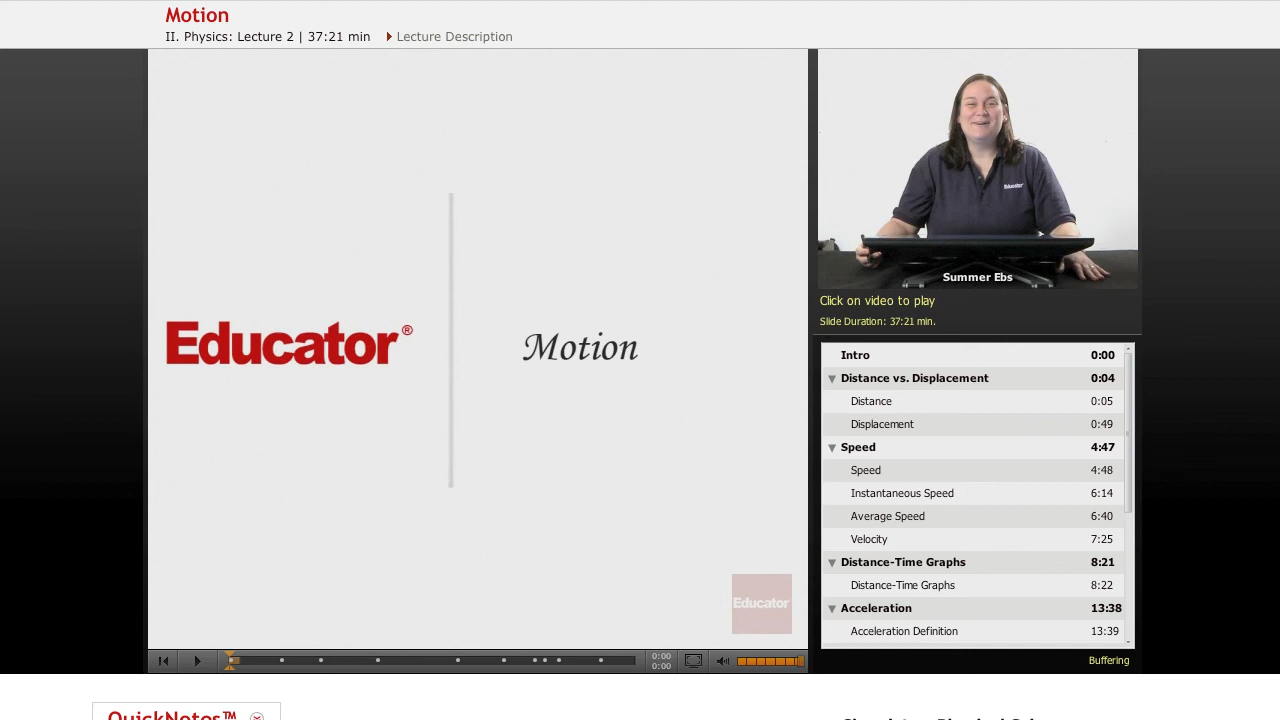 Motion
II. Physics: Lecture 2 | 37:21 min Lecture Description
Educator®
Motion
Educator
Educator
Summer Ebs
Click on video to play
Slide Duration: 37:21 min.
Intro 0:00
Distance vs. Displacement 0:04
Distance 0:05
Displacement 0:49
Speed 4:47
Speed 4:48
Instantaneous Speed 6:14
Average Speed 6:40
Velocity 7:25
Distance-Time Graphs 8:21
Distance-Time Graphs 8:22
Acceleration 13:38
Acceleration Definition 13:39
0:00
0:00
Buffering
QuickNotes™